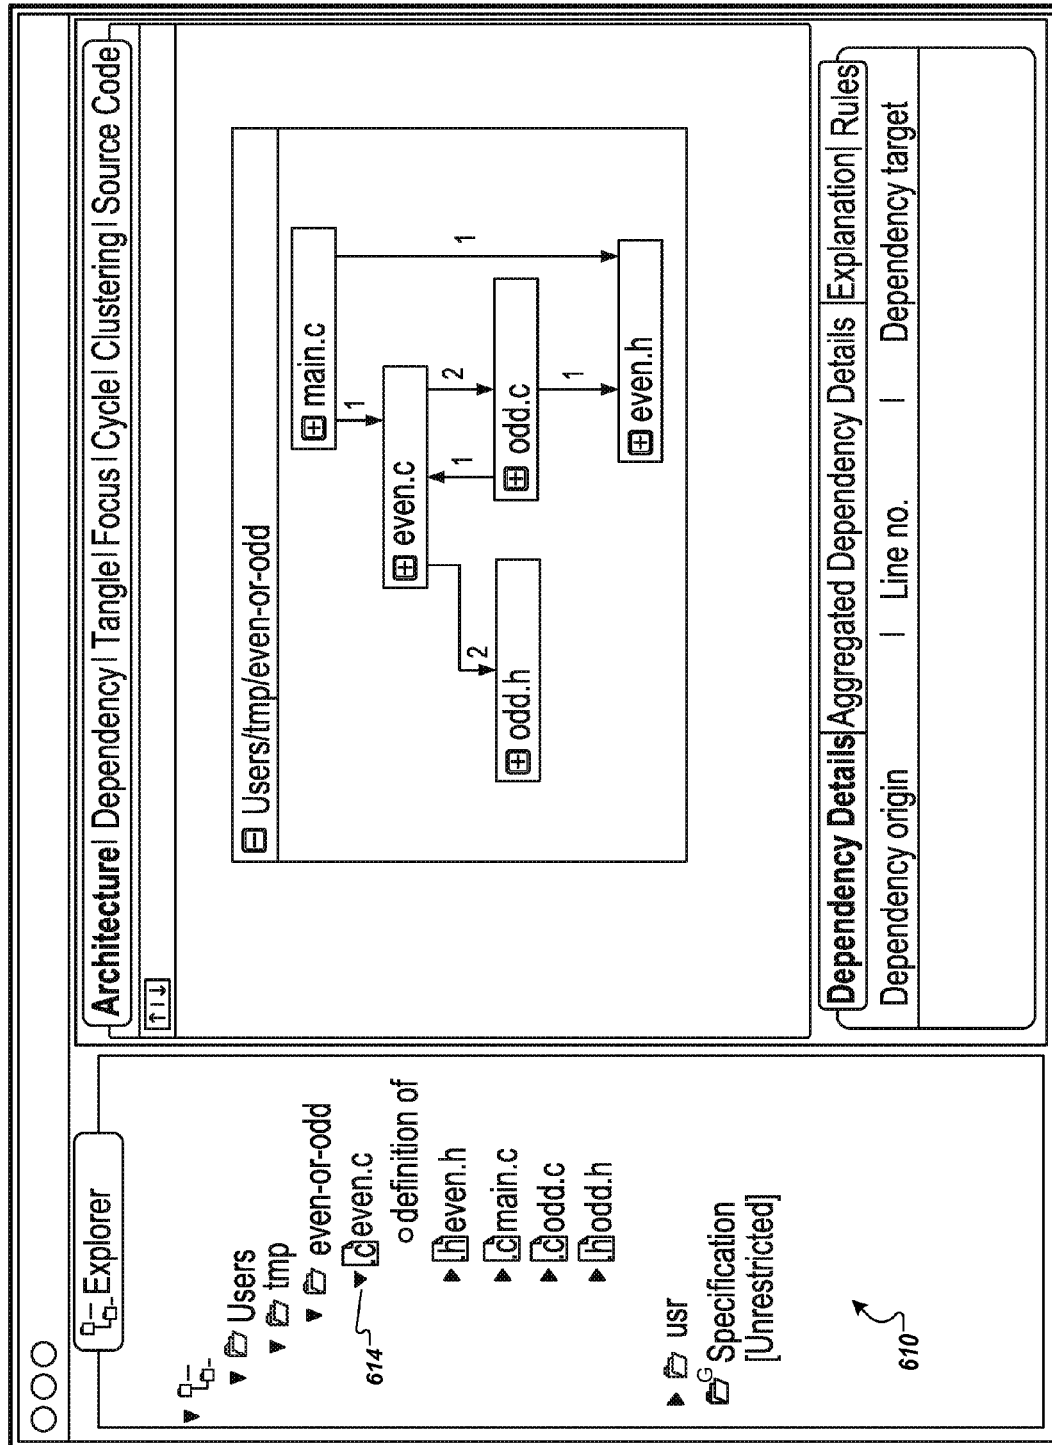 Explorer
Users
tmp
even-or-odd
.c even.c
definition of
.h even.h
.c main.c
.c odd.c
.h odd.h
usr
G
Specification
[Unrestricted]
614
610
Architecture| Dependency| Tangle| Focus| Cycle| Clustering| Source Code
Users/tmp/even-or-odd
main.c
1
1
even.c
1
2
2
odd.h
odd.c
1
even.h
Dependency Details| Aggregated Dependency Details |Explanation| Rules
Dependency origin | Line no. | Dependency target